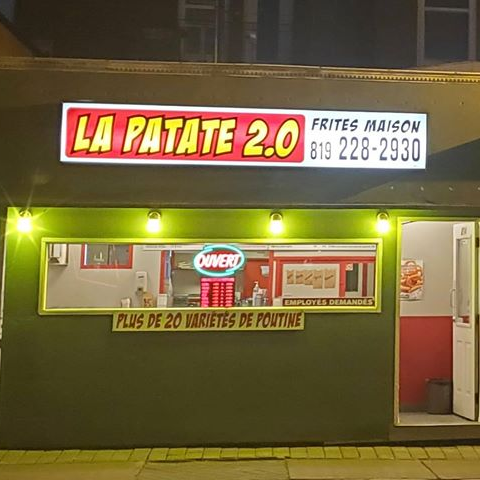 LA PATATE 2.0
FRITES MAISON
819 228-2930
OUVERT
EMPLOYÉS DEMANDÉS
PLUS DE 20 VARIÉTÉS DE POUTINE